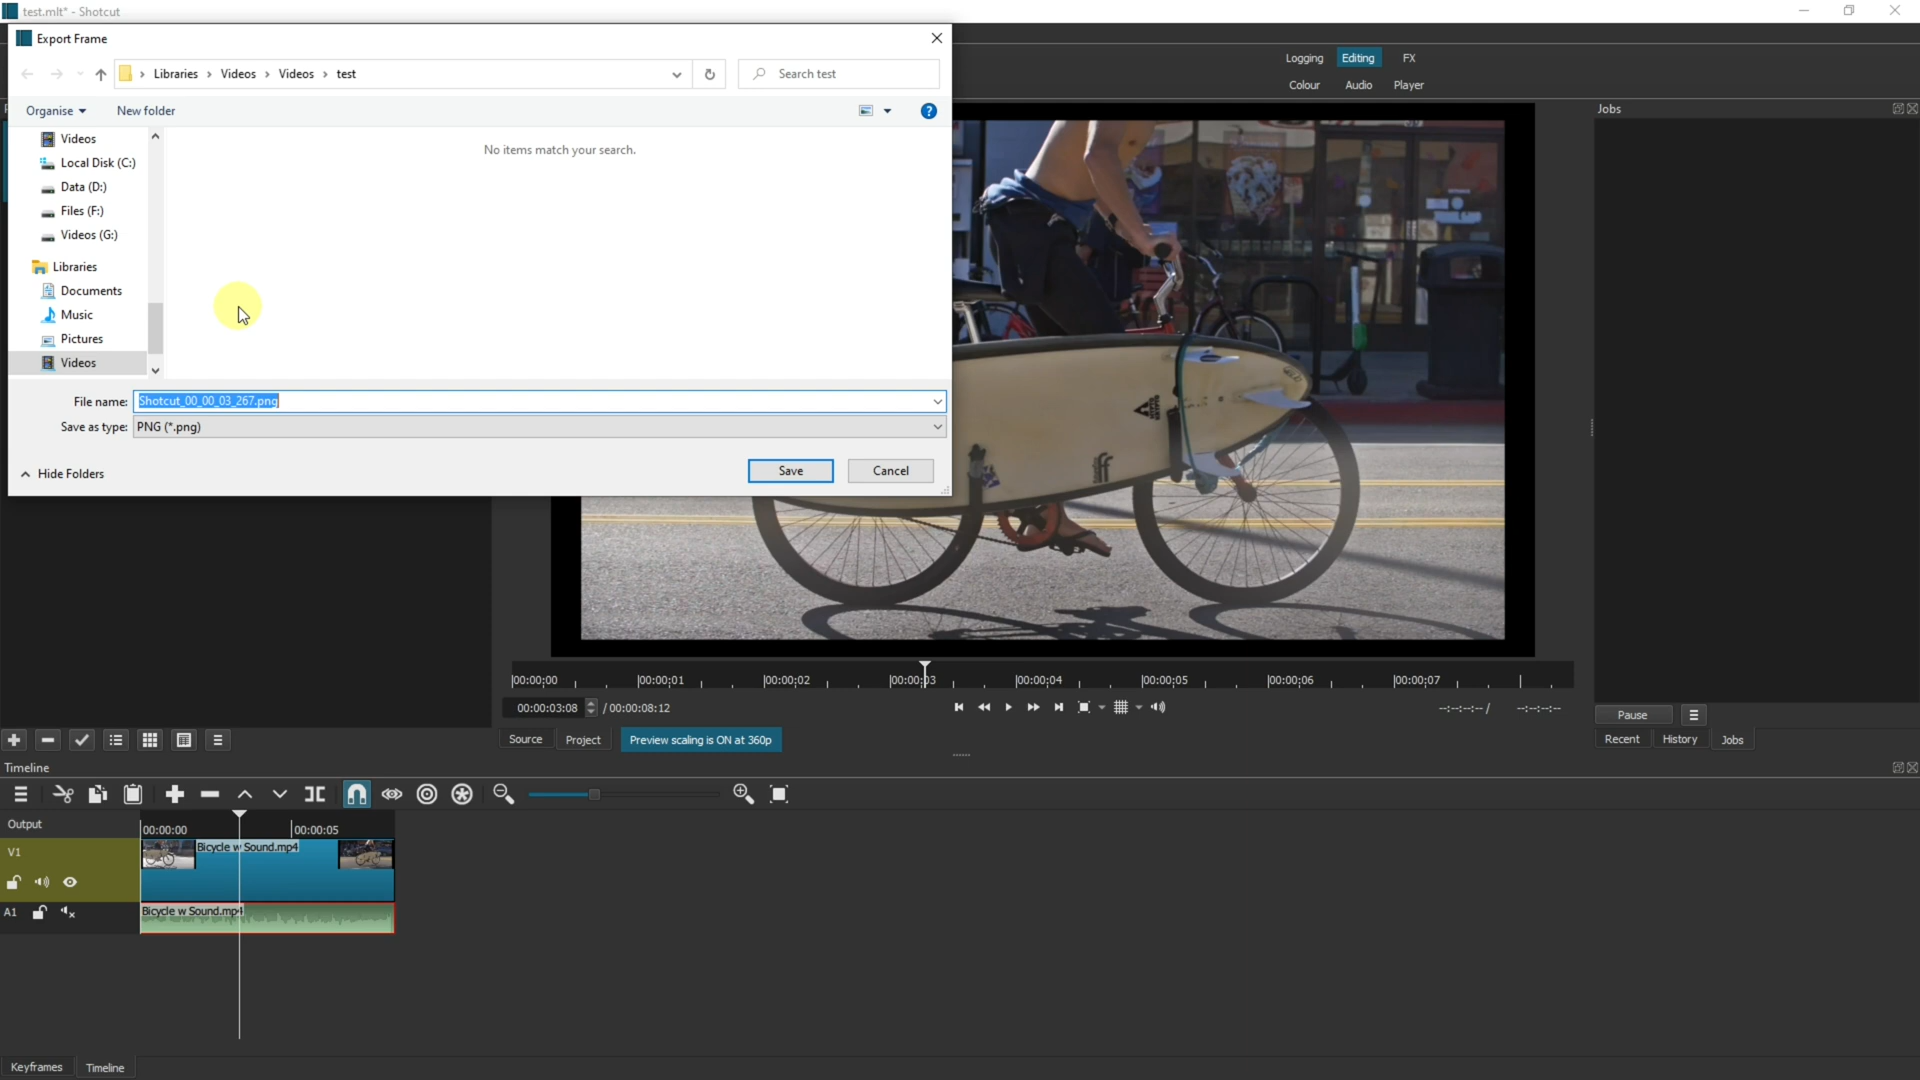 test.mlt* - Shotcut
Export Frame
Libraries > Videos > Videos > test
Search test
Organise
New folder
No items match your search.
Videos
Local Disk (C:)
Data (D:)
Files (F:)
Videos (G:)
Libraries
Documents
Music
Pictures
Videos
File name: Shotcut_00_00_03_267.png
Save as type: PNG (*.png)
Hide Folders
Save
Cancel
Logging Editing FX
Colour Audio Player
Jobs
iff
00:00:00 00:00:01 00:00:02 00:00:03 00:00:04 00:00:05 00:00:06 00:00:07
00:00:03:08 / 00:00:08:12
--:--:--:-- / --:--:--:--
Pause
Source Project Preview scaling is ON at 360p
Recent History Jobs
Timeline
Output
00:00:00 00:00:05
V1
Bicycle w Sound.mp4
A1
Bicycle w Sound.mp4
Keyframes Timeline